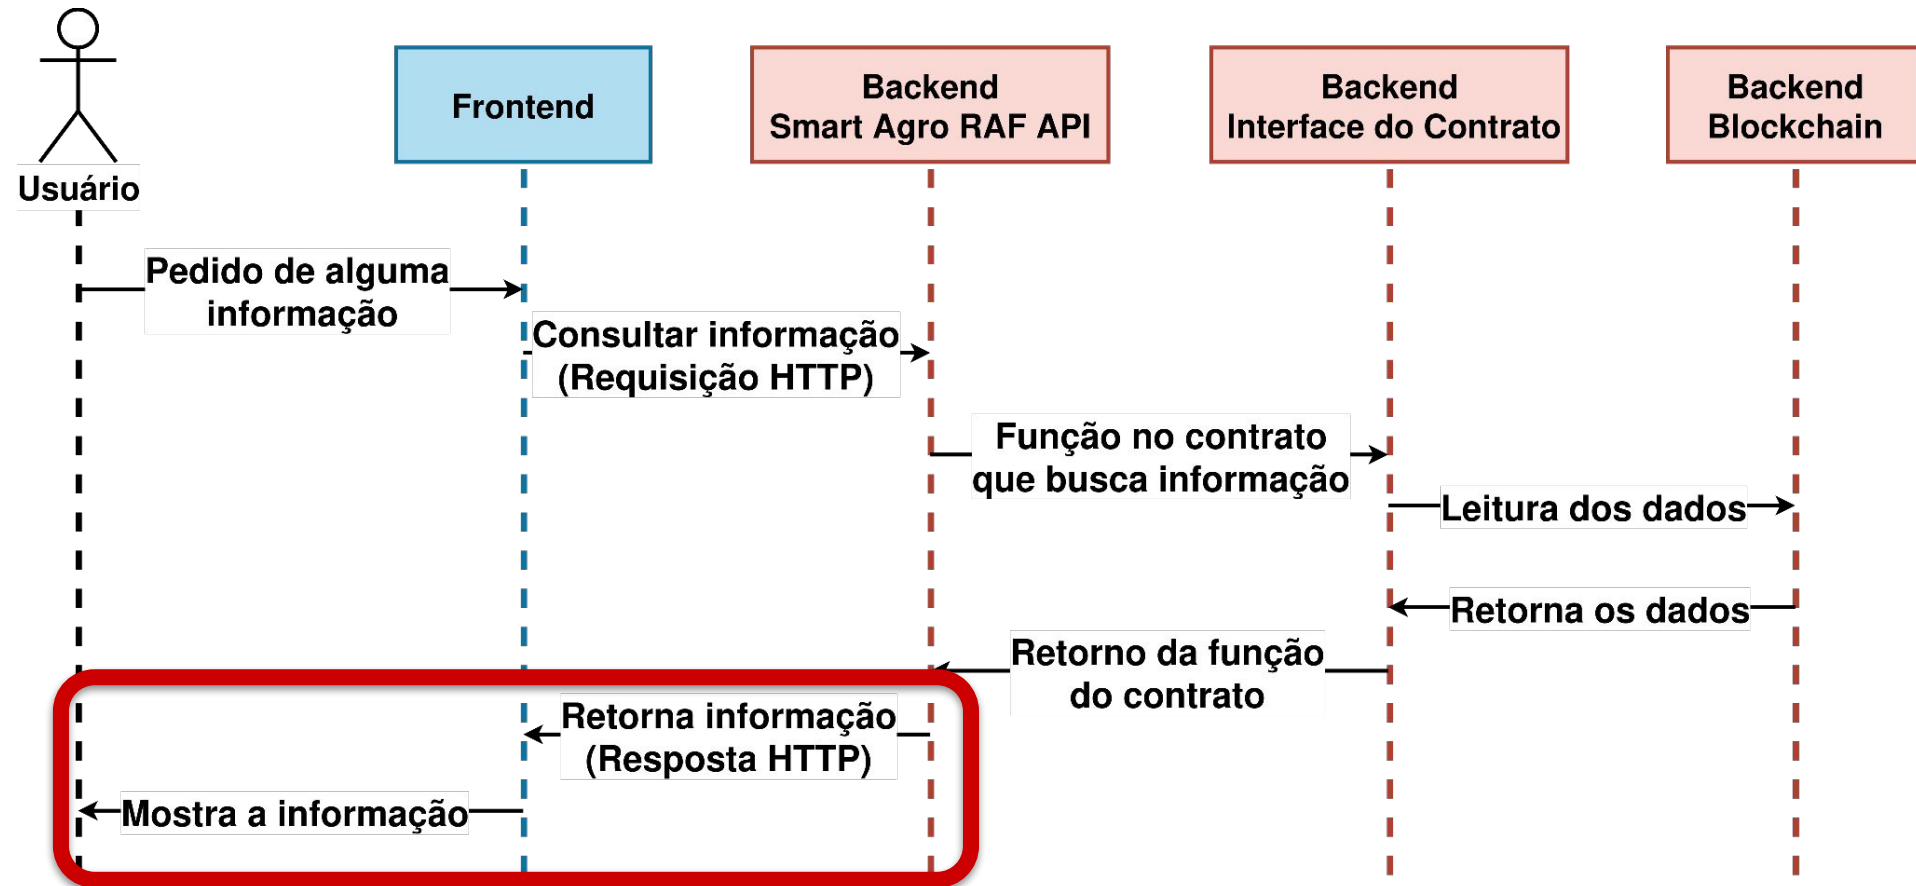 Usuário
Frontend
Backend
Smart Agro RAF API
Backend
Interface do Contrato
Backend
Blockchain
Pedido de alguma
informação
Consultar informação
(Requisição HTTP)
Função no contrato
que busca informação
Leitura dos dados
Retorna os dados
Retorno da função
do contrato
Retorna informação
(Resposta HTTP)
Mostra a informação